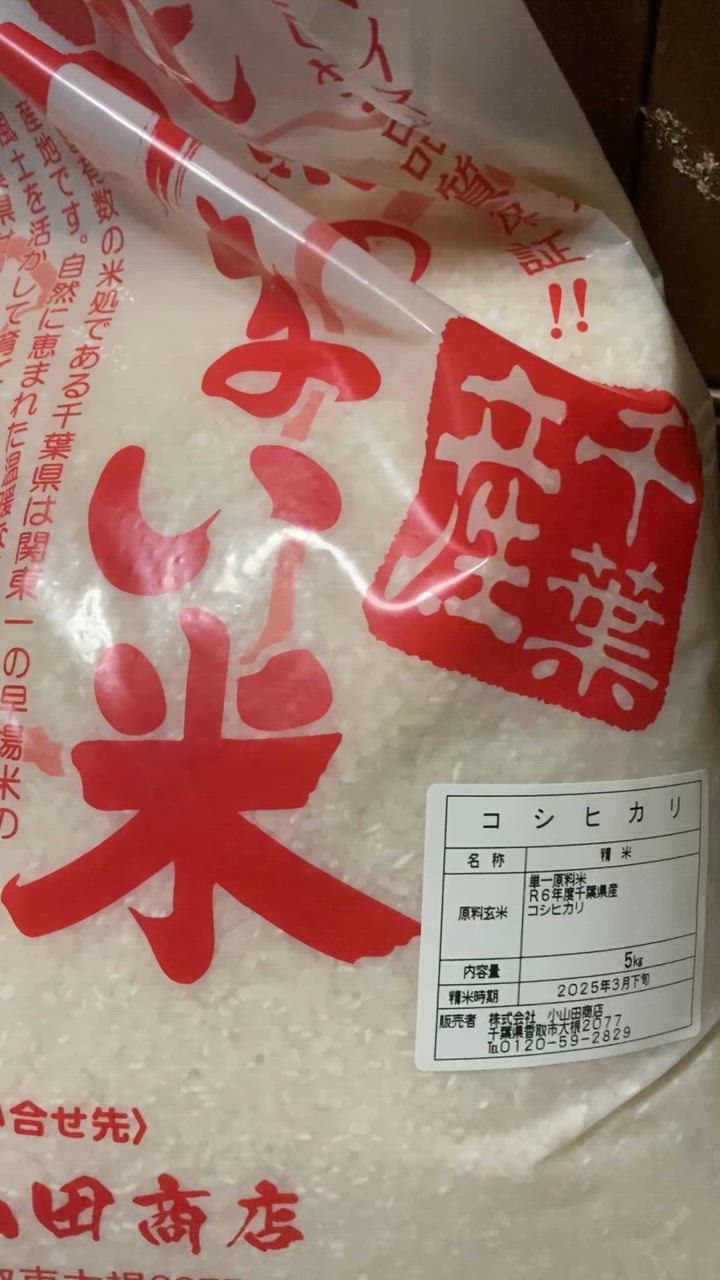 品質保証!!
千葉産
よい米
数の米処である千葉県は関東一の早場米の
産地です。自然に恵まれた温暖な
風土を活かして育て
コシヒカリ
名称 精米
原料玄米 単一原料米
R6年度千葉県産
コシヒカリ
内容量 5kg
精米時期 2025年3月下旬
販売者 株式会社 小山田商店
千葉県香取市大根2077
℡0120-59-2829
合せ先〉
田商店